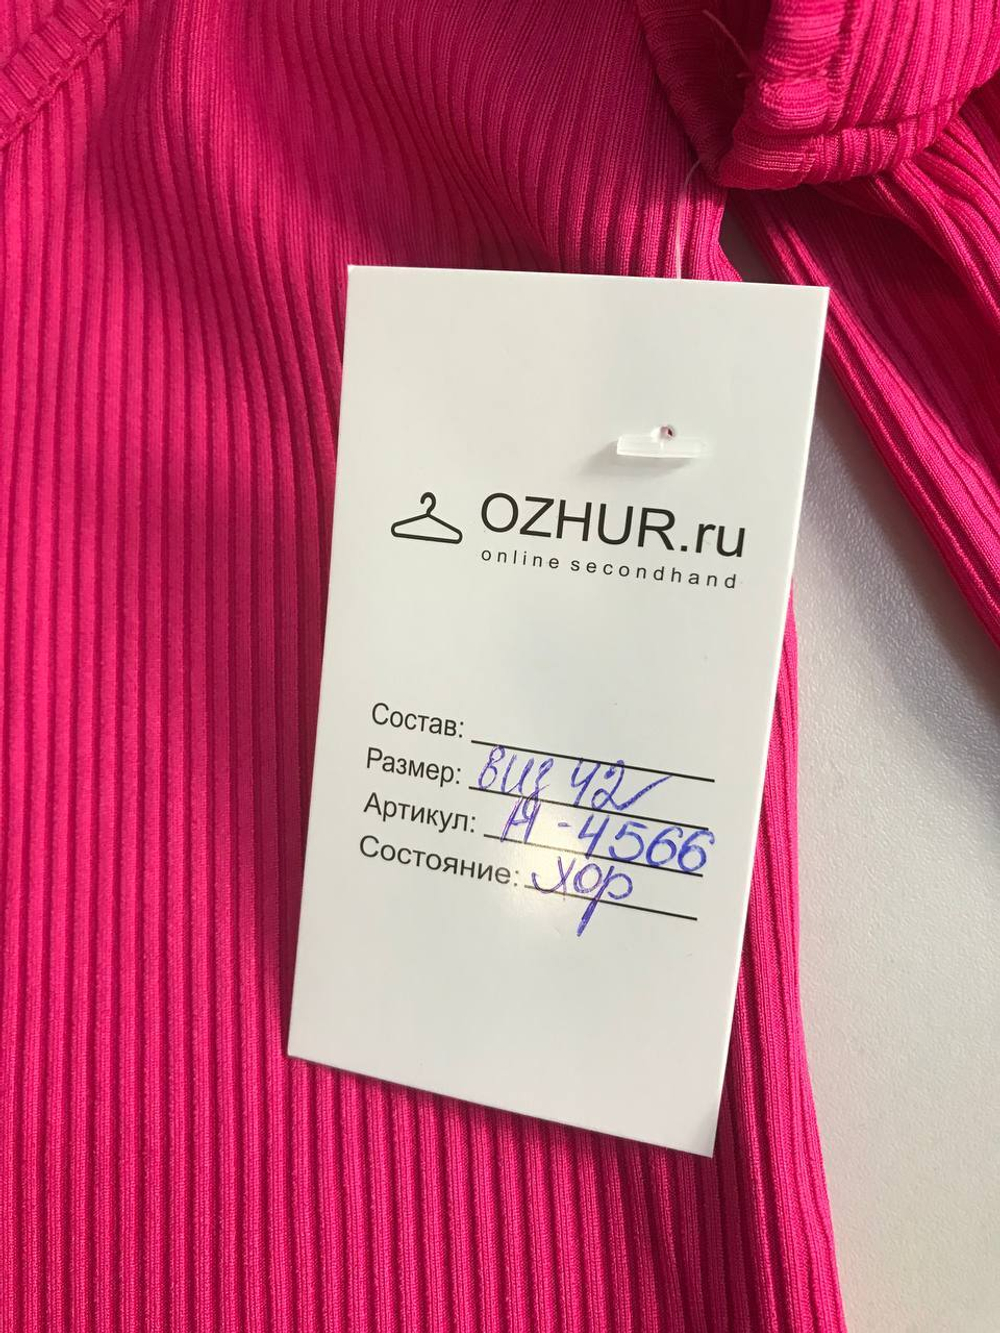 OZHUR.ru
online secondhand
Состав:
Размер: виз 42
Артикул: Н-4566
Состояние: хор